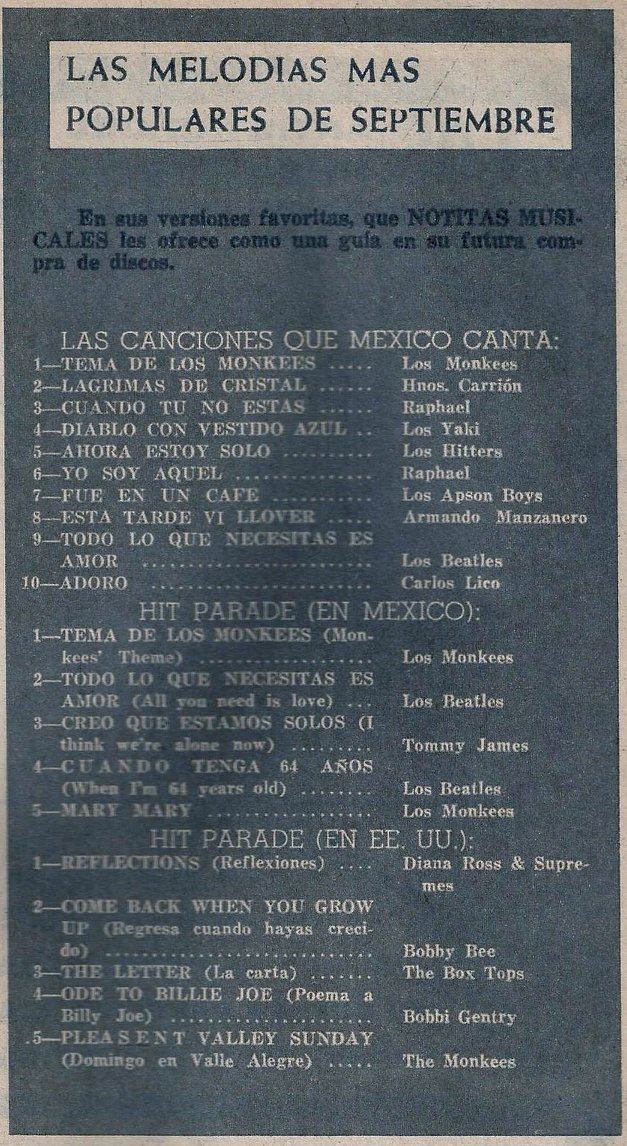 LAS MELODIAS MAS
POPULARES DE SEPTIEMBRE
En sus versiones favoritas, que NOTITAS MUSI-
CALES les ofrece como una guía en su futura com-
pra de discos.
LAS CANCIONES QUE MEXICO CANTA:
1—TEMA DE LOS MONKEES ..... Los Monkees
2—LAGRIMAS DE CRISTAL ...... Hnos. Carrión
3—CUANDO TU NO ESTAS ...... Raphael
4—DIABLO CON VESTIDO AZUL .. Los Yaki
5—AHORA ESTOY SOLO .......... Los Hitters
6—YO SOY AQUEL ............... Raphael
7—FUE EN UN CAFE ............ Los Apson Boys
8—ESTA TARDE VI LLOVER ..... Armando Manzanero
9—TODO LO QUE NECESITAS ES
AMOR ......................... Los Beatles
10—ADORO ........................ Carlos Lico
HIT PARADE (EN MEXICO):
1—TEMA DE LOS MONKEES (Mon-
kees' Theme) ................... Los Monkees
2—TODO LO QUE NECESITAS ES
AMOR (All you need is love) ... Los Beatles
3—CREO QUE ESTAMOS SOLOS (I
think we're alone now) ......... Tommy James
4—CUANDO TENGA 64 AÑOS
(When I'm 64 years old) ........ Los Beatles
5—MARY MARY .................. Los Monkees
HIT PARADE (EN EE. UU.):
1—REFLECTIONS (Reflexiones) .... Diana Ross & Supre-
mes
2—COME BACK WHEN YOU GROW
UP (Regresa cuando hayas creci-
do) ............................. Bobby Bee
3—THE LETTER (La carta) ....... The Box Tops
4—ODE TO BILLIE JOE (Poema a
Billy Joe) ...................... Bobbi Gentry
.5—PLEASENT VALLEY SUNDAY
(Domingo en Valle Alegre) ..... The Monkees